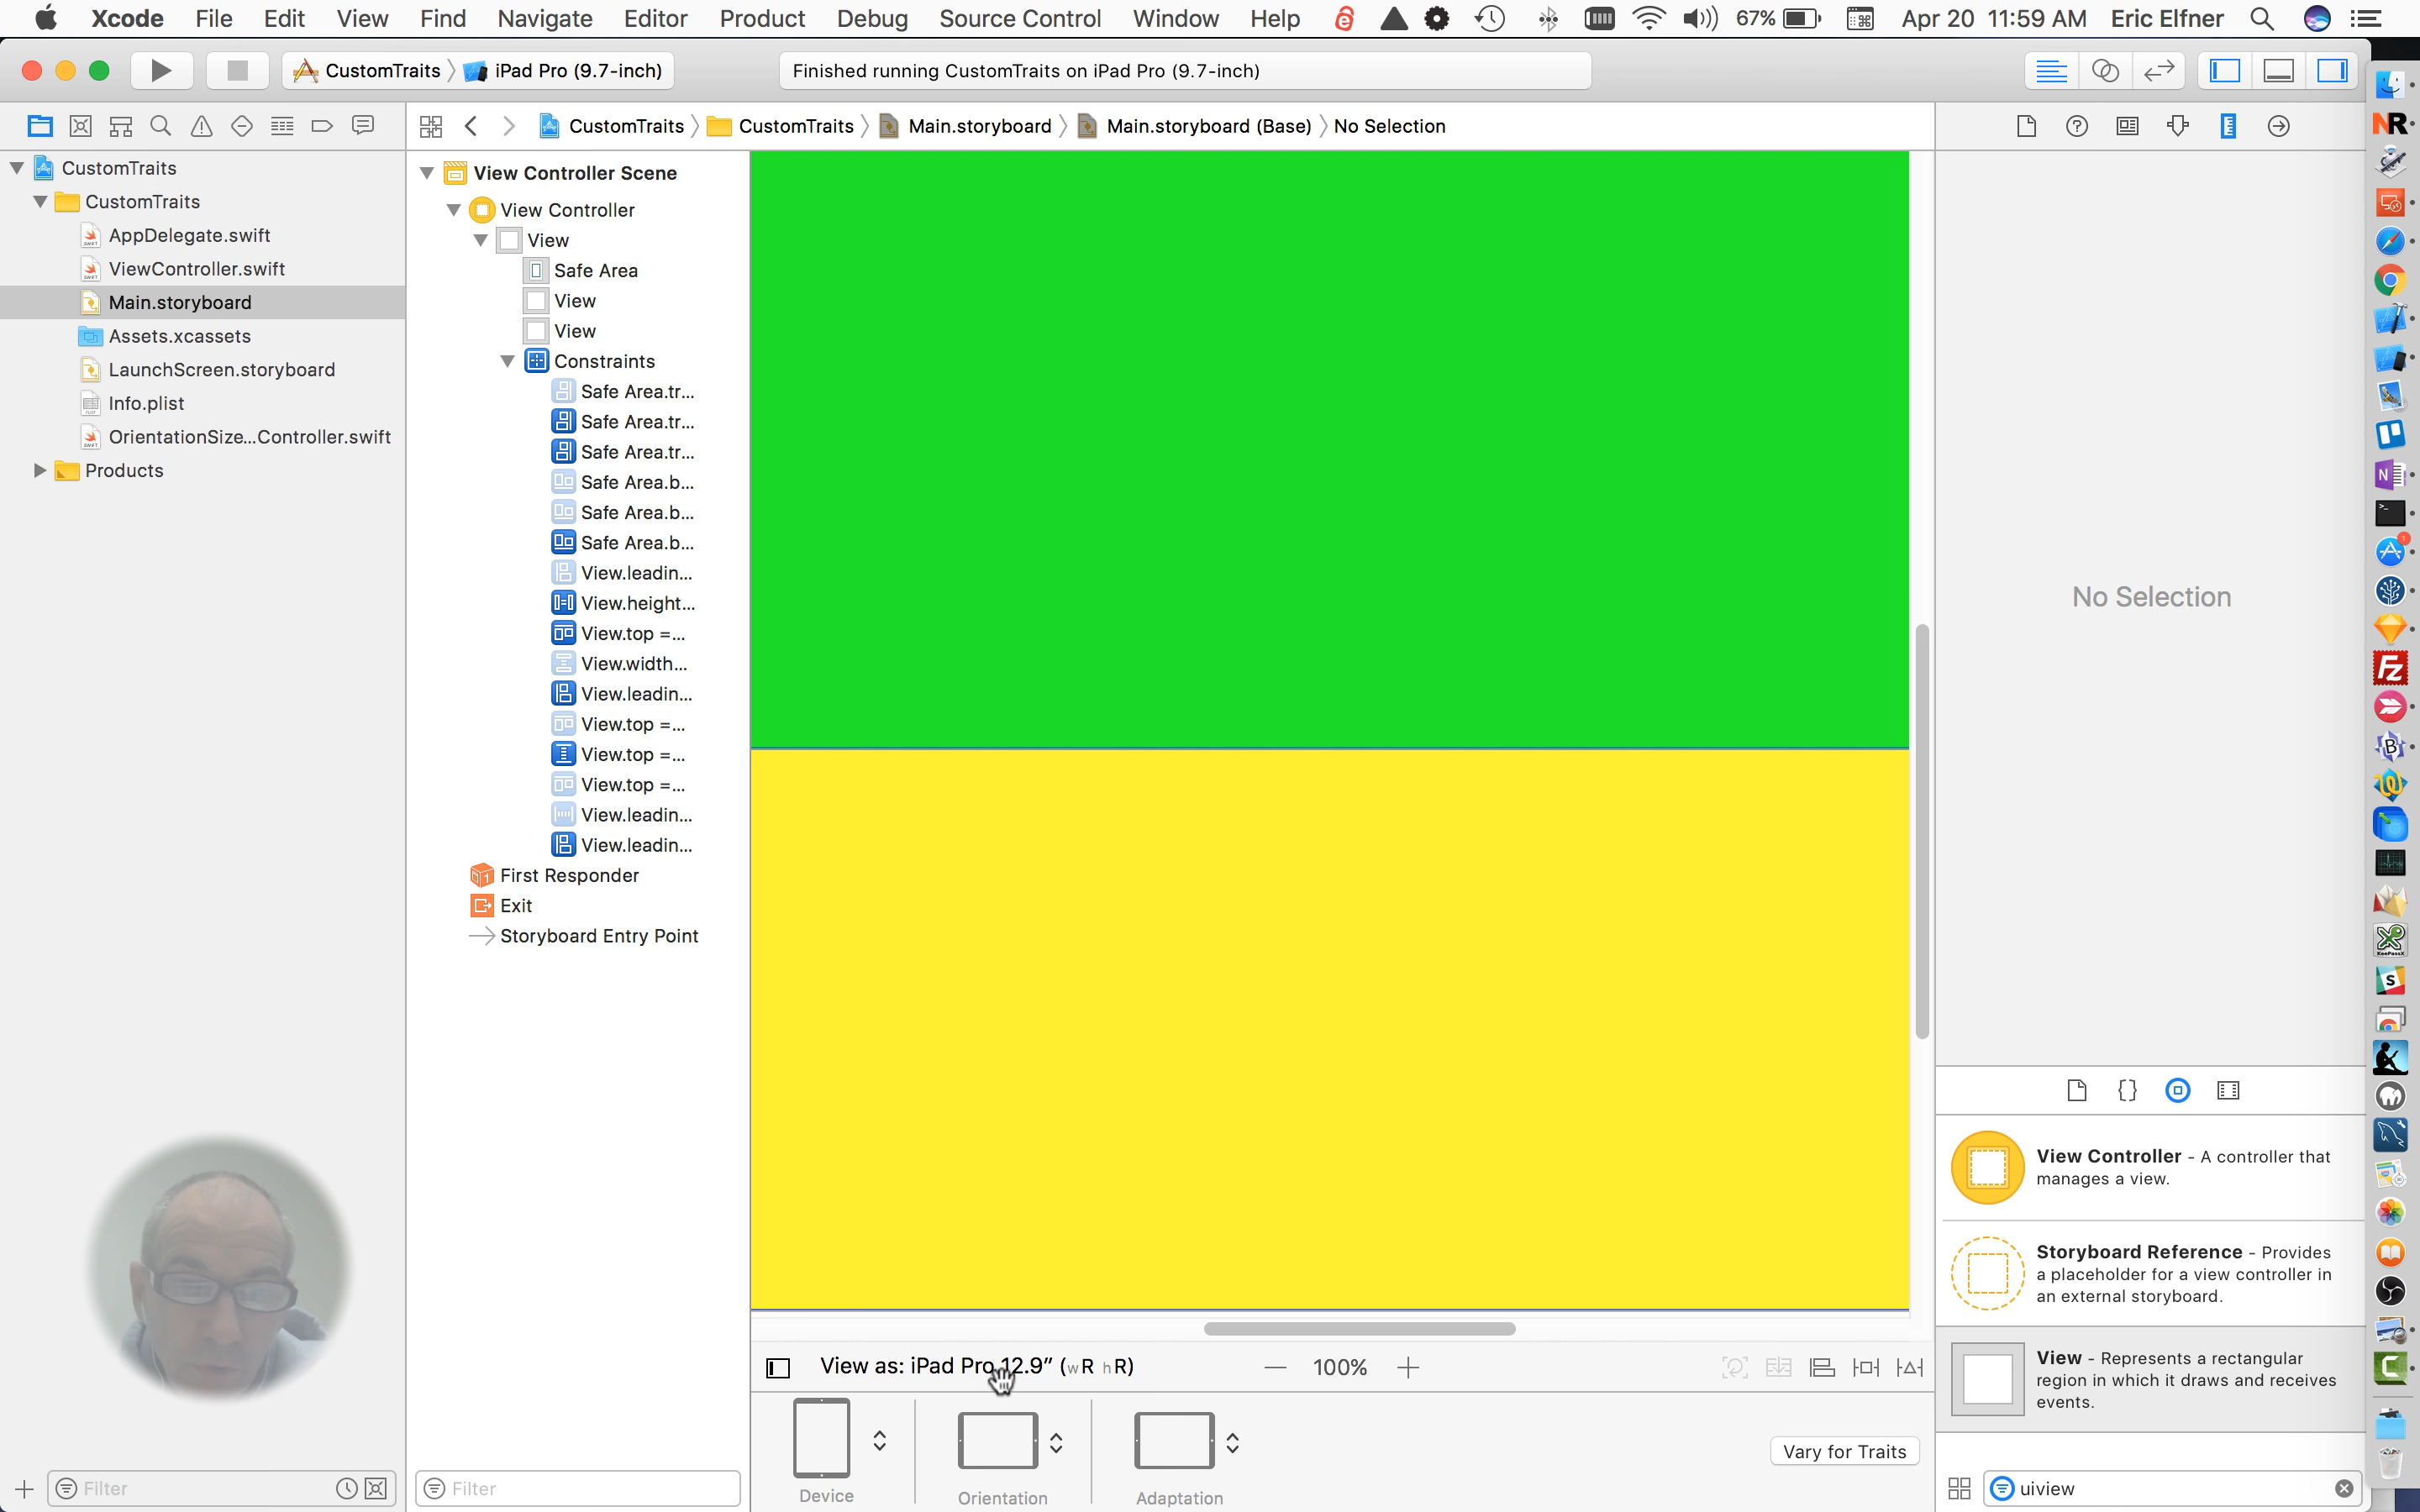 Xcode File Edit View Find Navigate Editor Product Debug Source Control Window Help 67% Apr 20 11:59 AM Eric Elfner
CustomTraits iPad Pro (9.7-inch) Finished running CustomTraits on iPad Pro (9.7-inch)
CustomTraits CustomTraits Main.storyboard Main.storyboard (Base) No Selection
CustomTraits
CustomTraits
AppDelegate.swift
ViewController.swift
Main.storyboard
Assets.xcassets
LaunchScreen.storyboard
Info.plist
OrientationSize...Controller.swift
Products
View Controller Scene
View Controller
View
Safe Area
View
View
Constraints
Safe Area.tr...
Safe Area.tr...
Safe Area.tr...
Safe Area.b...
Safe Area.b...
Safe Area.b...
View.leadin...
View.height...
View.top =...
View.width...
View.leadin...
View.top =...
View.top =...
View.top =...
View.leadin...
View.leadin...
First Responder
Exit
Storyboard Entry Point
No Selection
View Controller - A controller that
manages a view.
Storyboard Reference - Provides
a placeholder for a view controller in
an external storyboard.
View - Represents a rectangular
region in which it draws and receives
events.
View as: iPad Pro 12.9" (wR hR) 100%
Vary for Traits
Device Orientation Adaptation
Filter
Filter
uiview